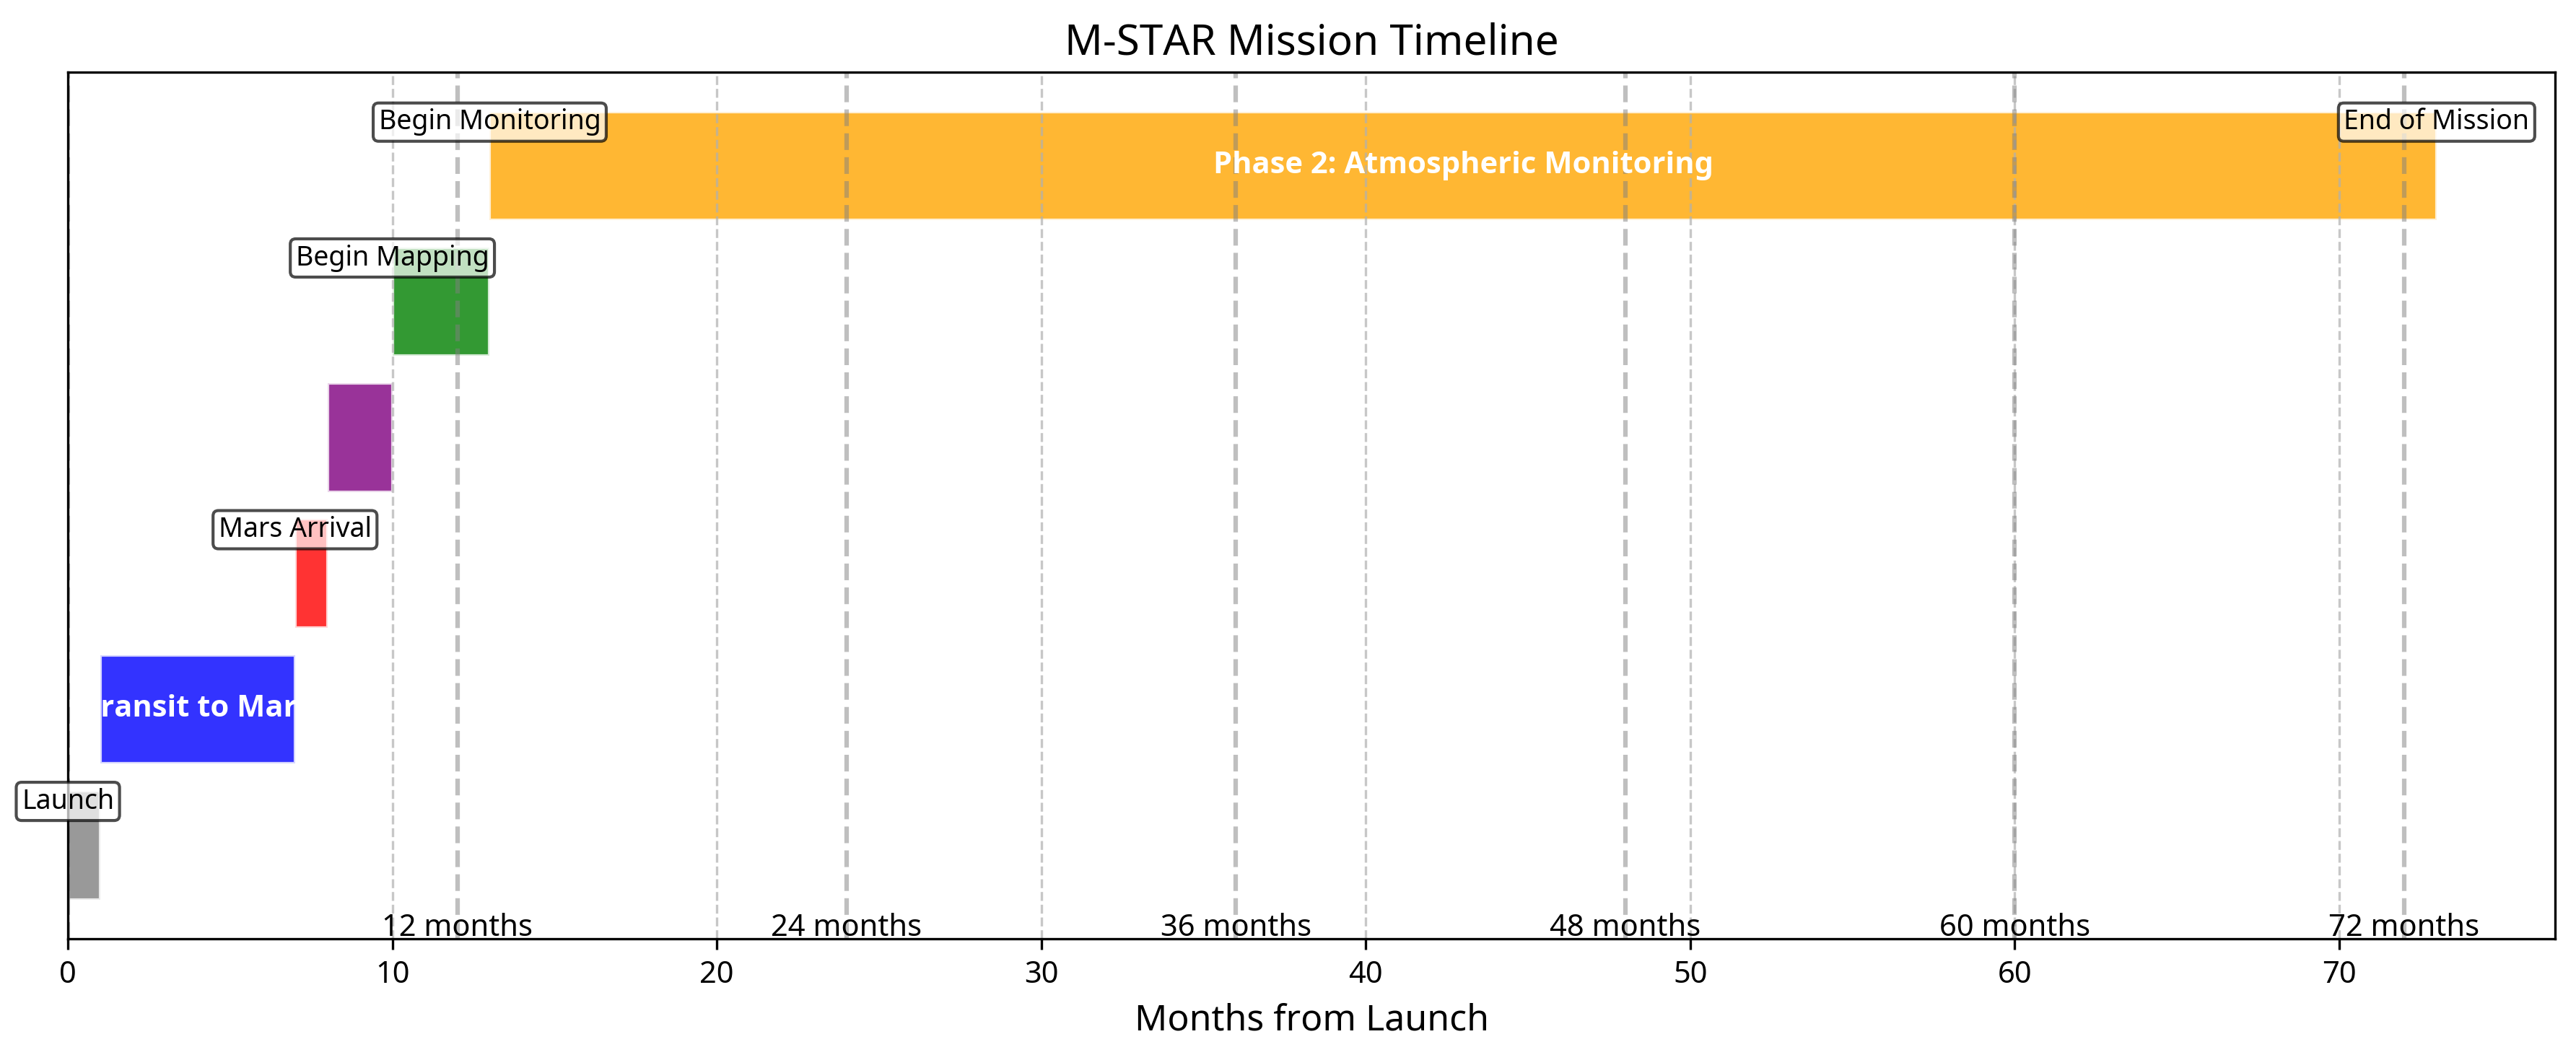 M-STAR Mission Timeline
Begin Monitoring
End of Mission
Phase 2: Atmospheric Monitoring
Begin Mapping
Mars Arrival
ransit to Mar
Launch
12 months 24 months 36 months 48 months 60 months 72 months
0 10 20 30 40 50 60 70
Months from Launch